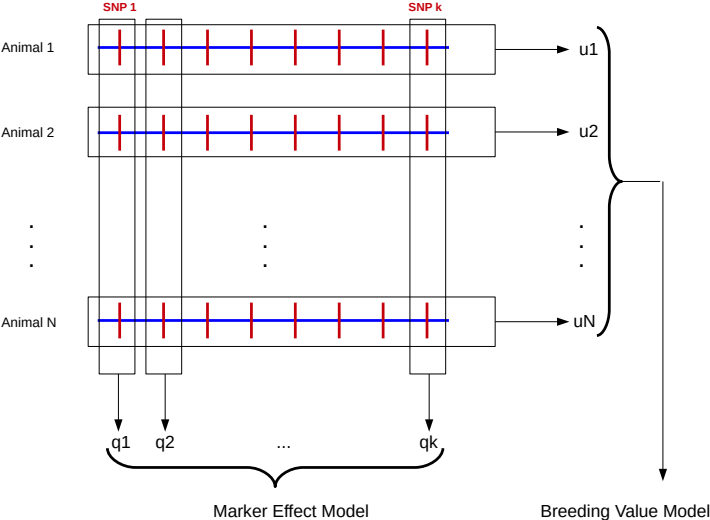 SNP 1
SNP k
Animal 1
u1
Animal 2
u2
.
.
.
.
.
.
.
.
.
Animal N
uN
q1
q2
...
qk
Marker Effect Model
Breeding Value Model